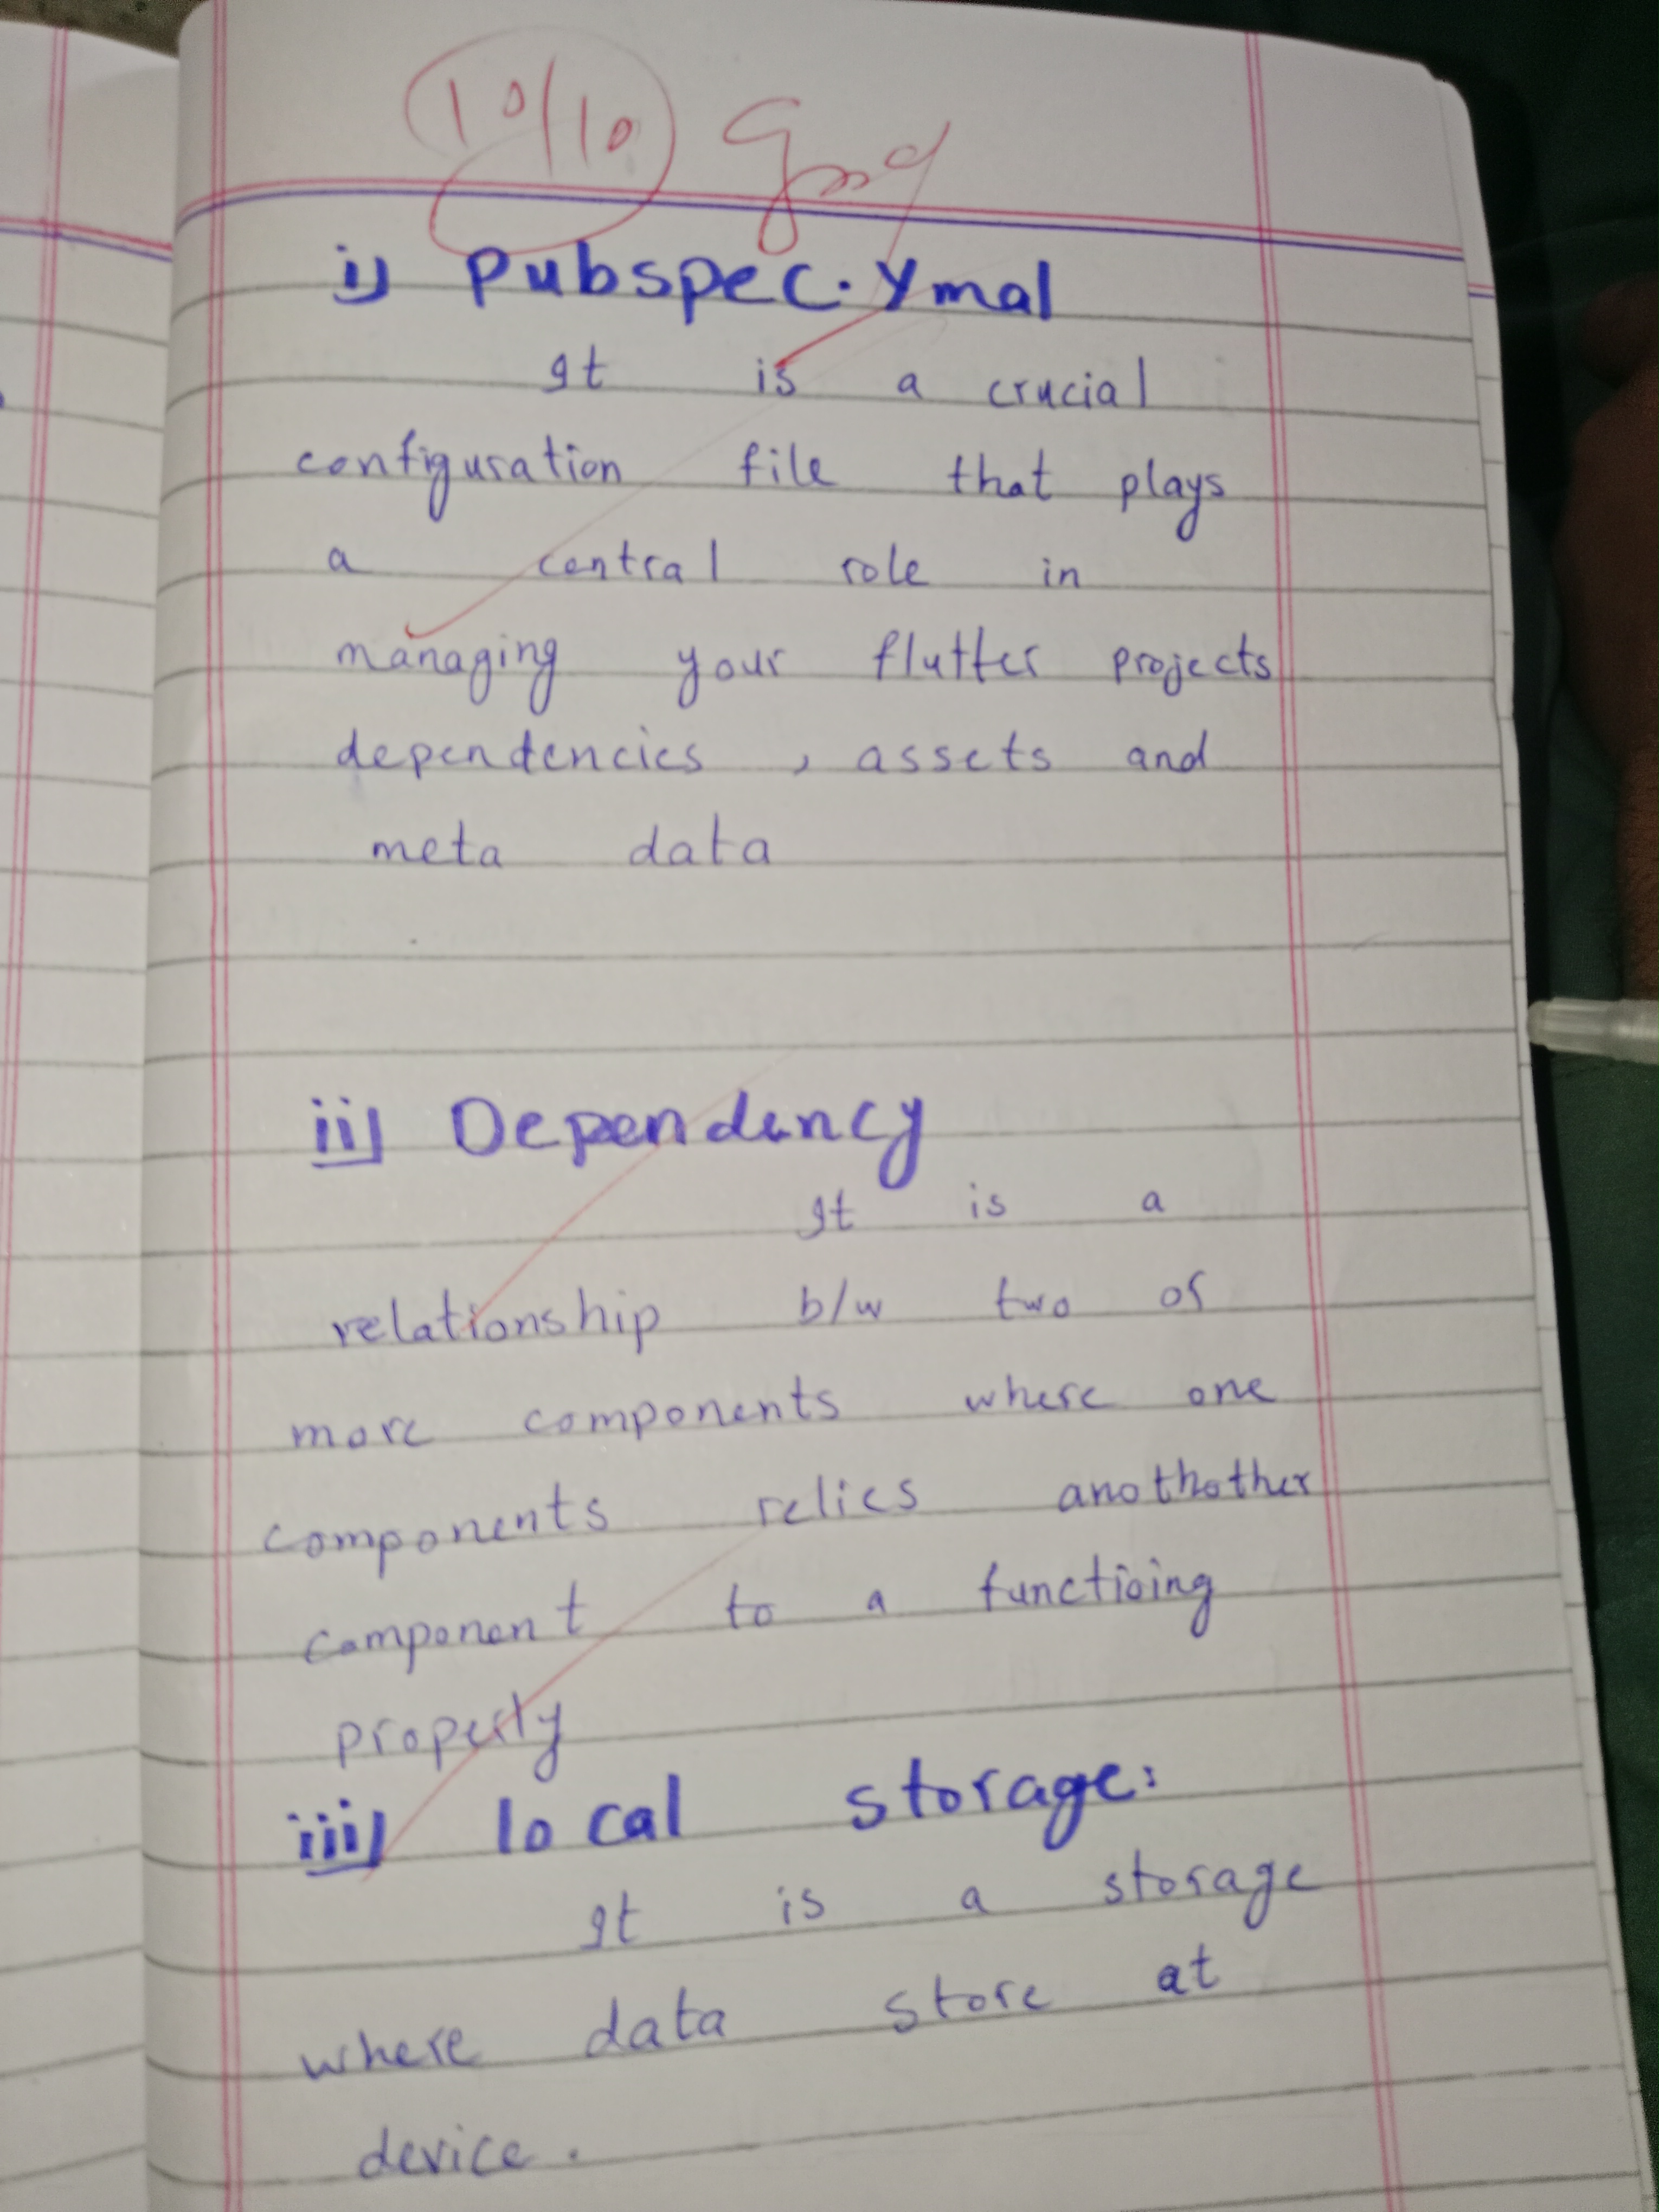 10/10 Good
i) Pubspec.Ymal
It is a crucial
configuration file that plays
a central role in
managing your flutter projects
dependencies , assets and
meta data
ii) Dependency
It is a
relationship b/w two or
more components where one
components relies anothother
component to a functioing
properly
iii) local storage:
It is a storage
where data store at
device.